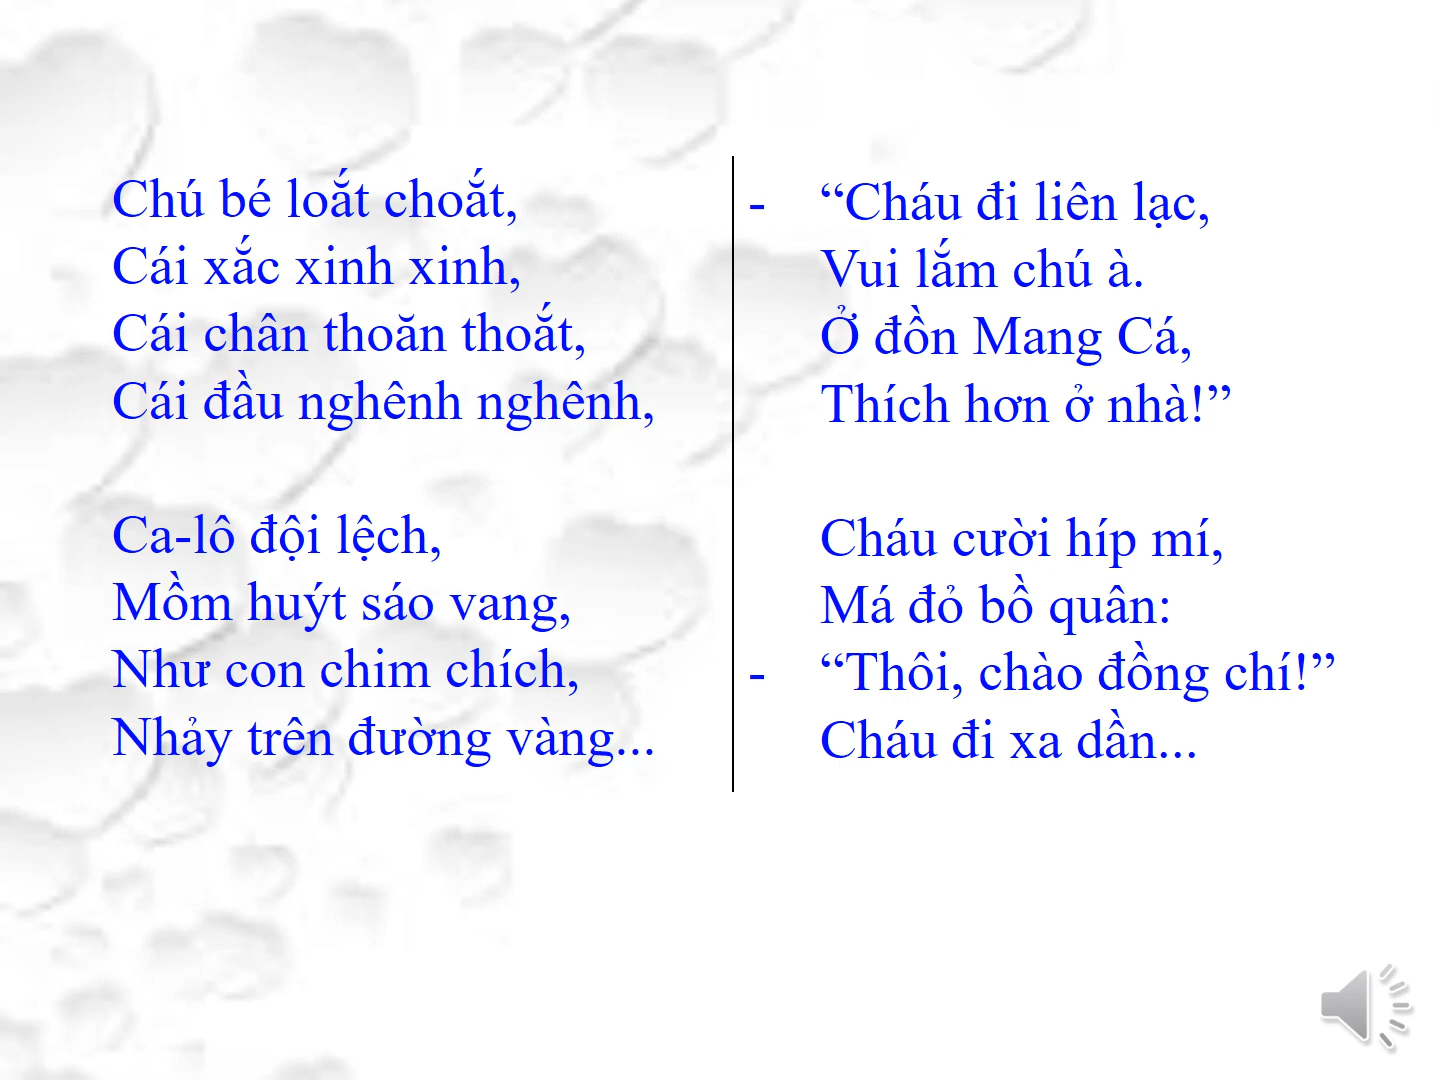 Chú bé loắt choắt,
Cái xắc xinh xinh,
Cái chân thoăn thoắt,
Cái đầu nghênh nghênh,
Ca-lô đội lệch,
Mồm huýt sáo vang,
Như con chim chích,
Nhảy trên đường vàng...
- “Cháu đi liên lạc,
Vui lắm chú à.
Ở đồn Mang Cá,
Thích hơn ở nhà!”
Cháu cười híp mí,
Má đỏ bồ quân:
- “Thôi, chào đồng chí!”
Cháu đi xa dần...